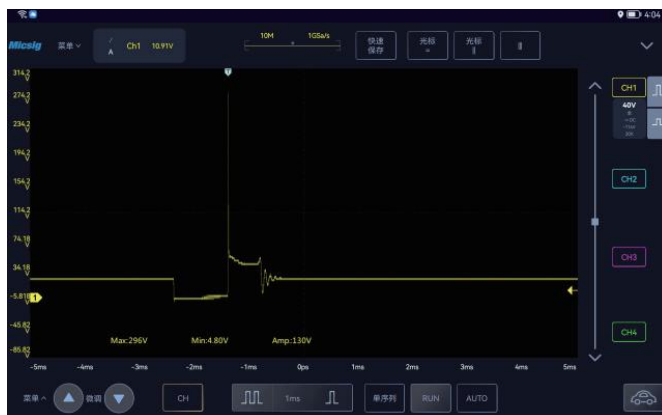 4:04
Micsig
菜单
A
Ch1 10.91V
10M 1GSa/s
快速
保存
光标
=
光标
||
||
314.2
V
274.2
V
234.2
V
194.2
V
154.2
V
114.2
V
74.18
V
34.18
V
-5.818
V
-45.82
V
-85.82
V
T
1
Max:296V Min:4.80V Amp:130V
-5ms -4ms -3ms -2ms -1ms 0ps 1ms 2ms 3ms 4ms 5ms
CH1
40V
CH2
CH3
CH4
菜单
微调
CH
1ms
单序列
RUN
AUTO